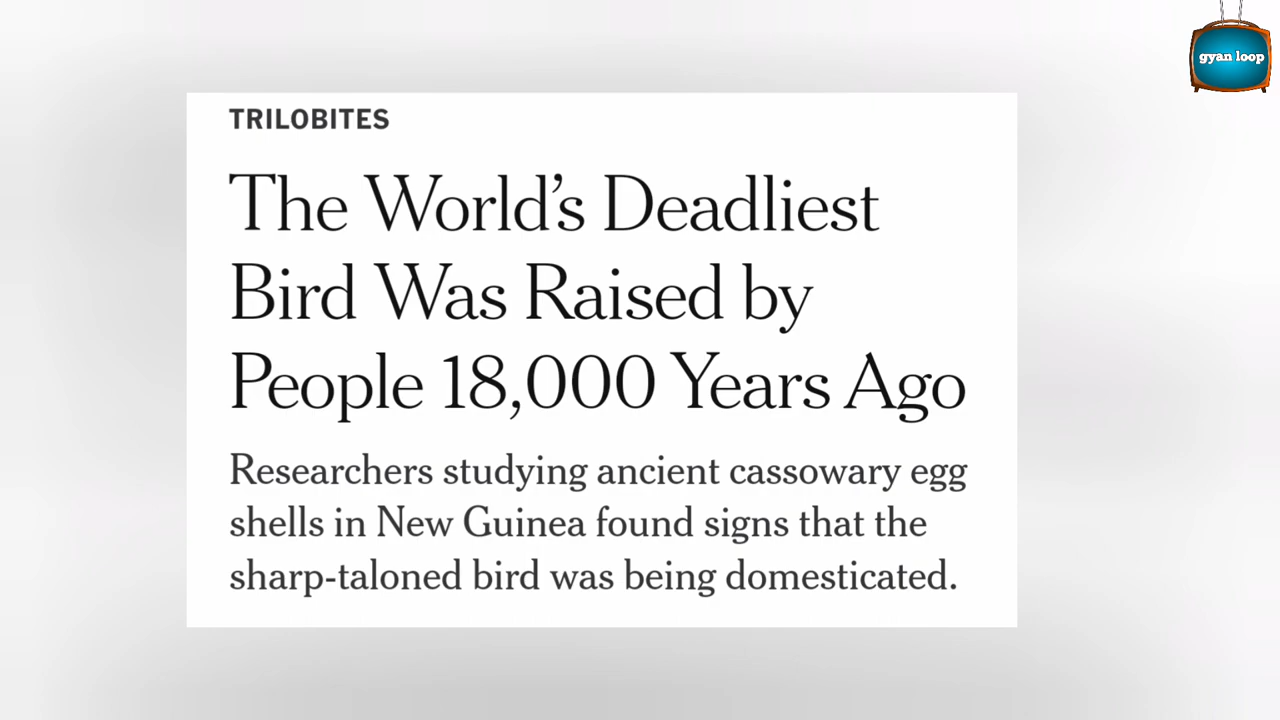 gyan loop
TRILOBITES
The World’s Deadliest
Bird Was Raised by
People 18,000 Years Ago
Researchers studying ancient cassowary egg
shells in New Guinea found signs that the
sharp-taloned bird was being domesticated.